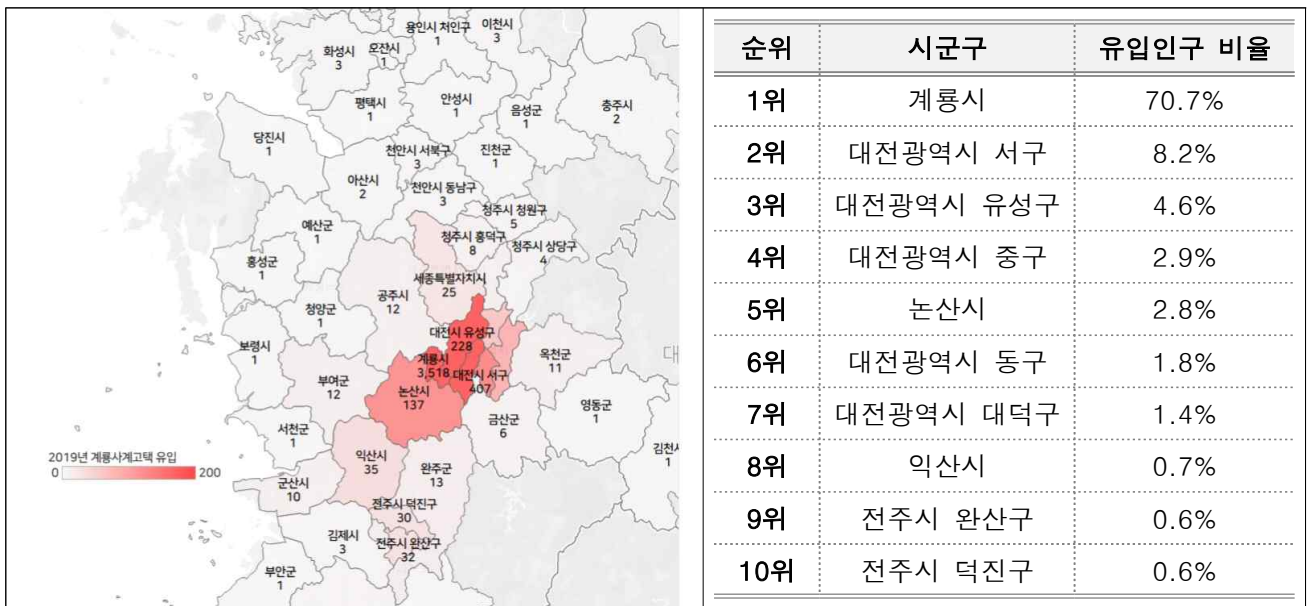 용인시 처인구
1
이천시
3
화성시
3
오산시
1
평택시
1
안성시
1
음성군
1
충주시
2
당진시
1
천안시 서북구
3
진천군
1
아산시
2
천안시 동남구
3
청주시 청원구
5
예산군
1
청주시 흥덕구
8
청주시 상당구
4
홍성군
1
세종특별자치시
25
공주시
12
청양군
1
대전시 유성구
228
보령시
1
계룡시
3,518
대전시 서구
407
옥천군
11
대
부여군
12
논산시
137
영동군
1
서천군
1
금산군
6
김천시
1
2019년 계룡사계고택 유입
0
200
익산시
35
완주군
13
군산시
10
전주시 덕진구
30
김제시
3
전주시 완산구
32
부안군
1
순위 시군구 유입인구 비율
1위 계룡시 70.7%
2위 대전광역시 서구 8.2%
3위 대전광역시 유성구 4.6%
4위 대전광역시 중구 2.9%
5위 논산시 2.8%
6위 대전광역시 동구 1.8%
7위 대전광역시 대덕구 1.4%
8위 익산시 0.7%
9위 전주시 완산구 0.6%
10위 전주시 덕진구 0.6%